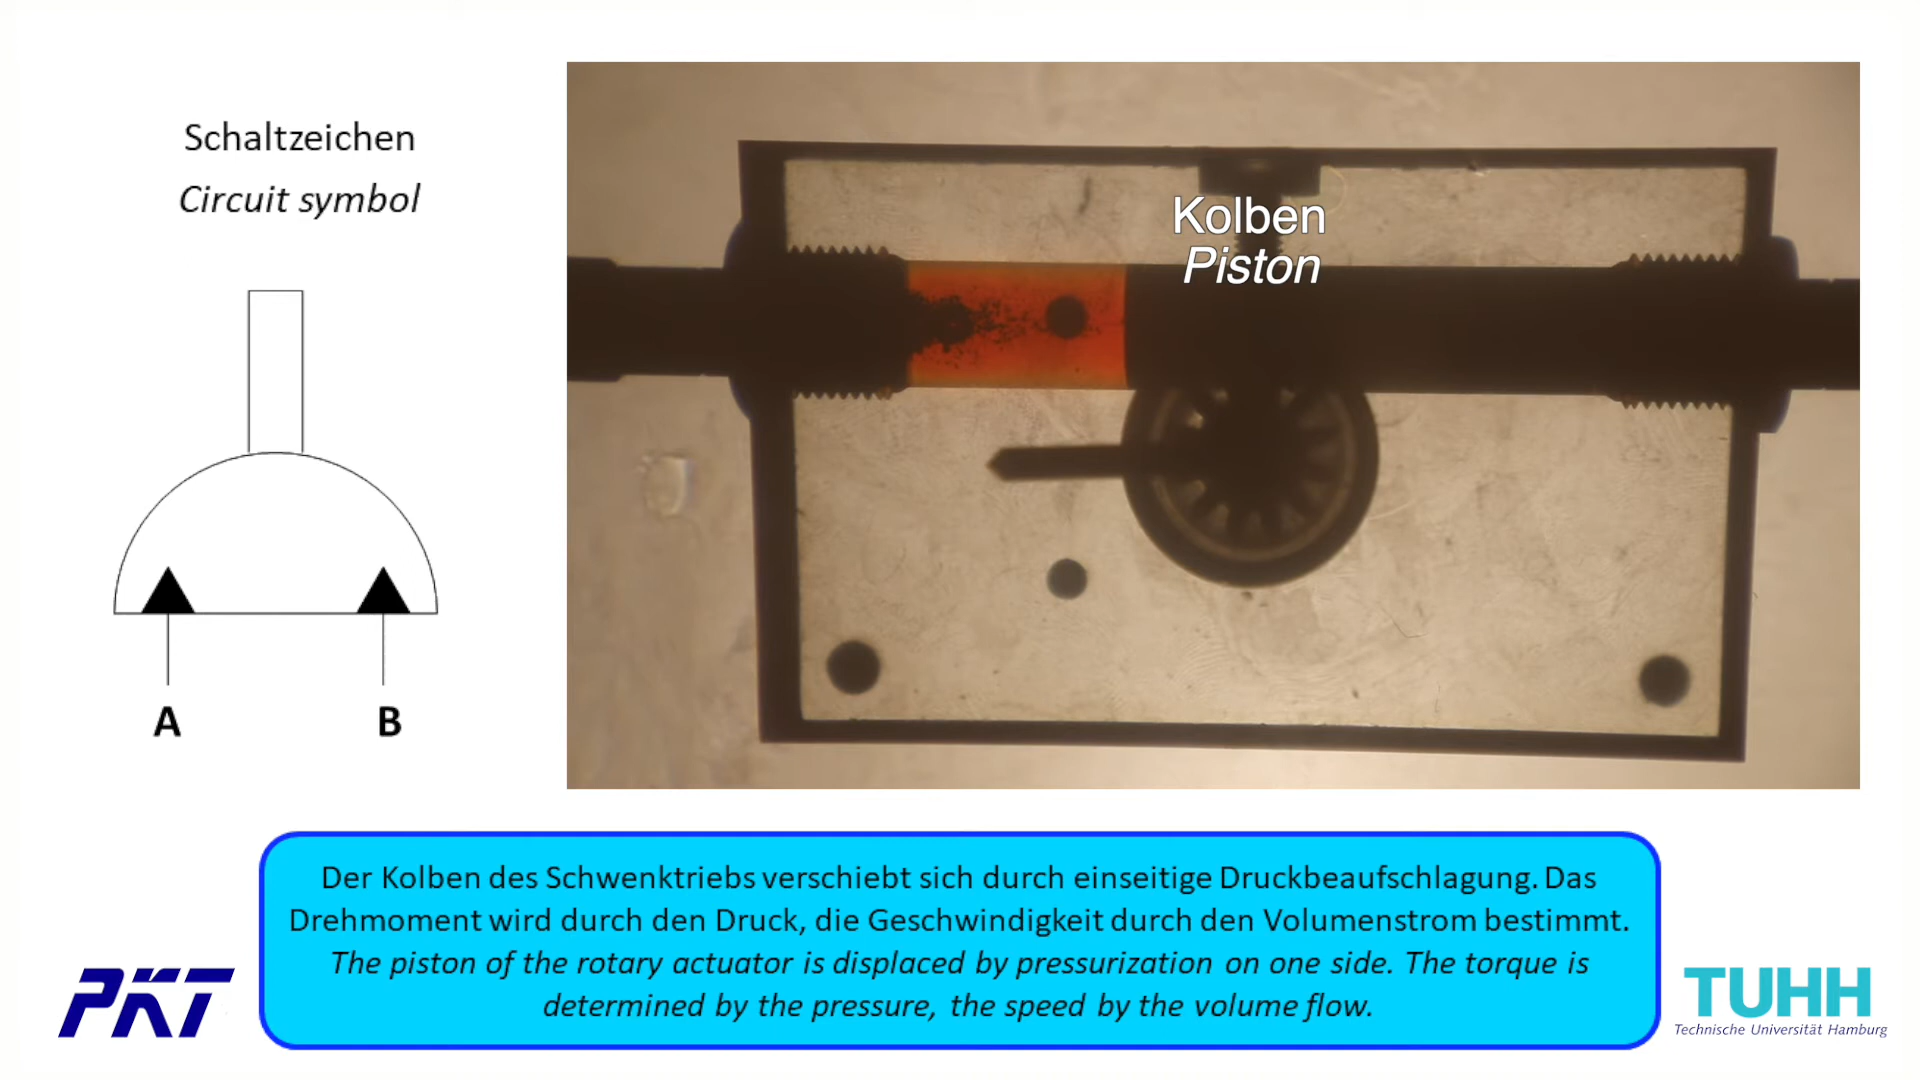 Schaltzeichen
Circuit symbol
A
B
Kolben
Piston
Der Kolben des Schwenktriebs verschiebt sich durch einseitige Druckbeaufschlagung. Das
Drehmoment wird durch den Druck, die Geschwindigkeit durch den Volumenstrom bestimmt.
The piston of the rotary actuator is displaced by pressurization on one side. The torque is
determined by the pressure, the speed by the volume flow.
PKT
TUHH
Technische Universität Hamburg